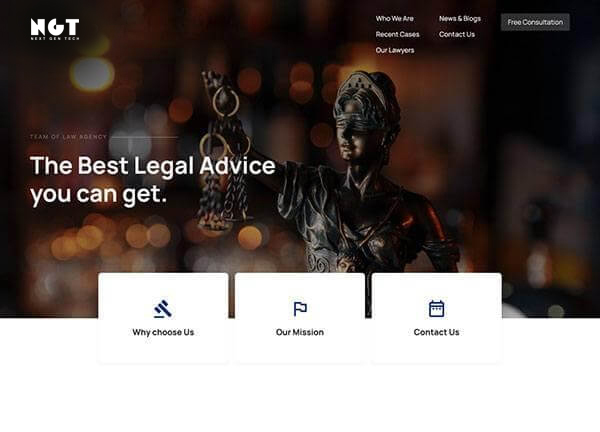 NGT
NEXT GEN TECH
Who We Are
Recent Cases
Our Lawyers
News & Blogs
Contact Us
Free Consultation
TEAM OF LAW AGENCY
The Best Legal Advice
you can get.
Why choose Us
Our Mission
Contact Us